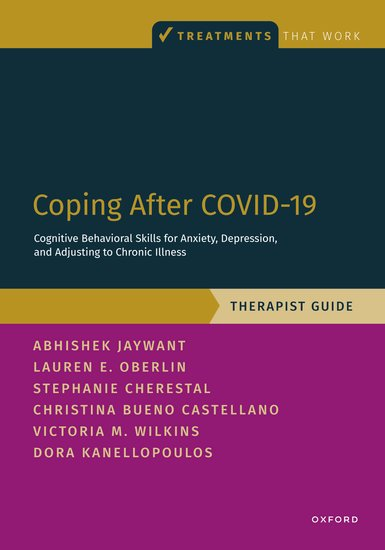 TREATMENTS THAT WORK
Coping After COVID-19
Cognitive Behavioral Skills for Anxiety, Depression,
and Adjusting to Chronic Illness
THERAPIST GUIDE
ABHISHEK JAYWANT
LAUREN E. OBERLIN
STEPHANIE CHERESTAL
CHRISTINA BUENO CASTELLANO
VICTORIA M. WILKINS
DORA KANELLOPOULOS
OXFORD